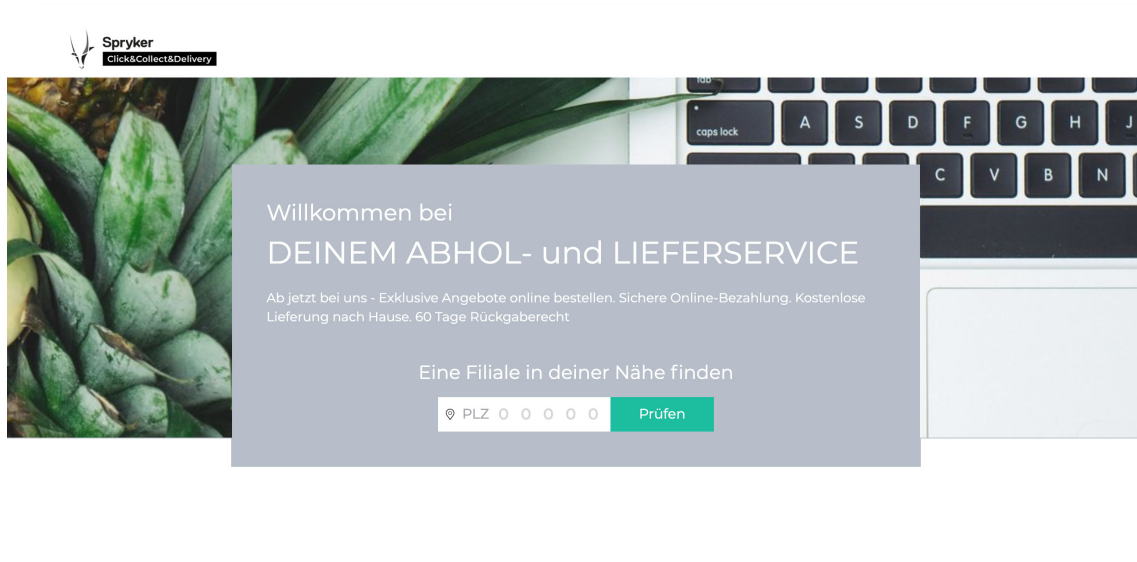 Spryker
Click&Collect&Delivery
tab
caps lock
A S D F G H J
C V B N
Willkommen bei
DEINEM ABHOL- und LIEFERSERVICE
Ab jetzt bei uns - Exklusive Angebote online bestellen. Sichere Online-Bezahlung. Kostenlose
Lieferung nach Hause. 60 Tage Rückgaberecht
Eine Filiale in deiner Nähe finden
PLZ 0 0 0 0 0 Prüfen